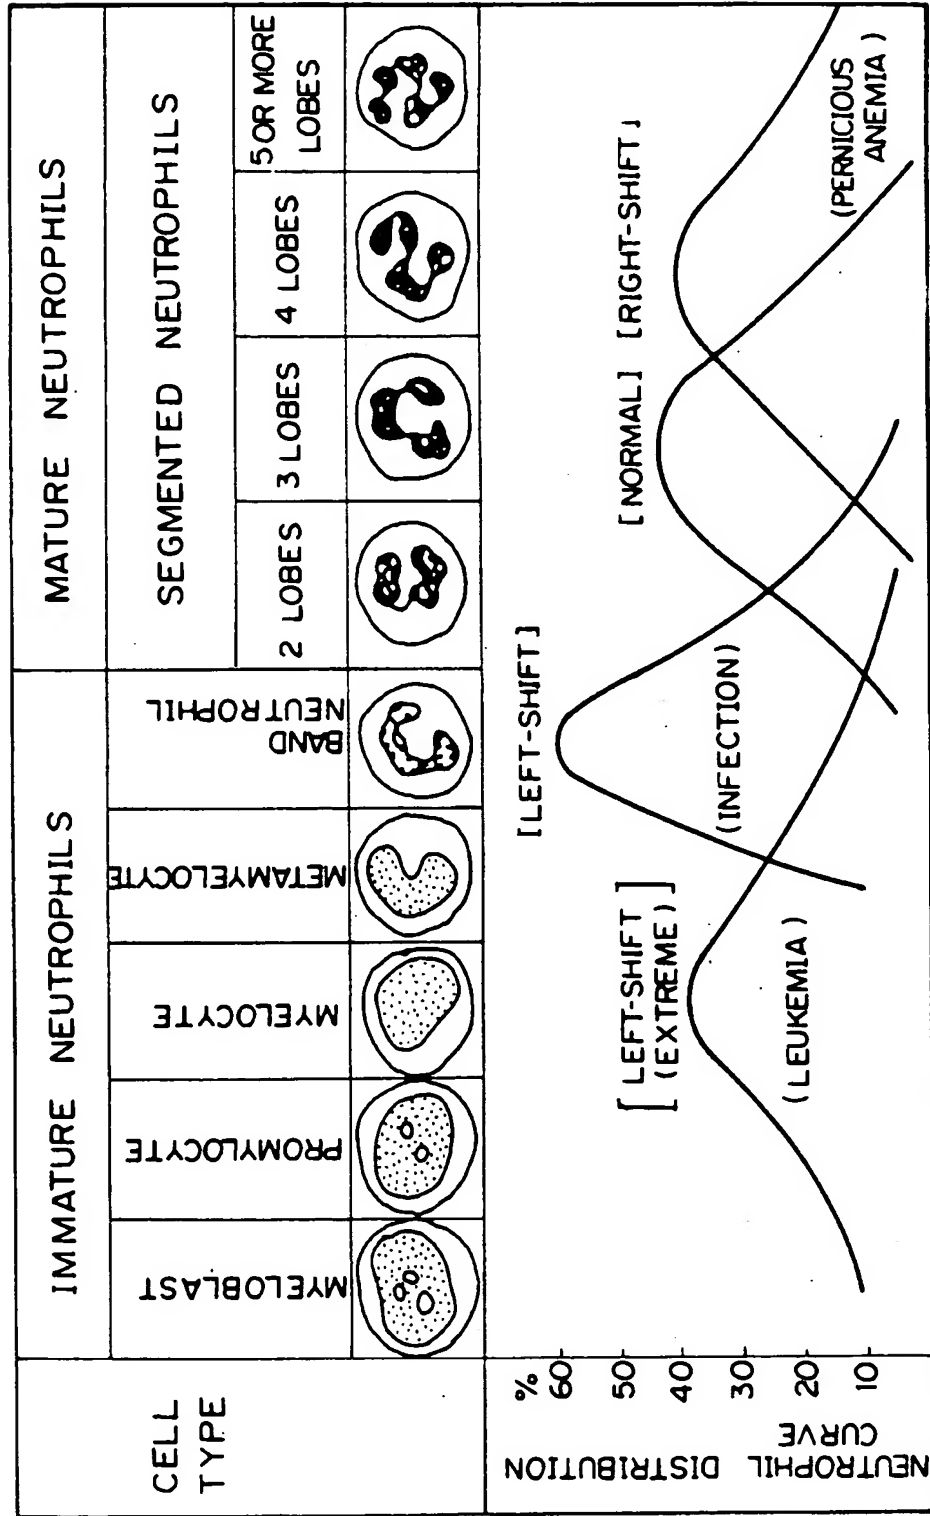 CELL
TYPE
IMMATURE NEUTROPHILS
MATURE NEUTROPHILS
SEGMENTED NEUTROPHILS
MYELOBLAST
PROMYLOCYTE
MYELOCYTE
METAMYELOCYTE
BAND
NEUTROPHIL
2 LOBES
3 LOBES
4 LOBES
5 OR MORE
LOBES
NEUTROPHIL DISTRIBUTION
CURVE
%
60
50
40
30
20
10
[LEFT-SHIFT
(EXTREME)]
(LEUKEMIA)
[LEFT-SHIFT]
(INFECTION)
[NORMAL]
[RIGHT-SHIFT]
(PERNICIOUS
ANEMIA)